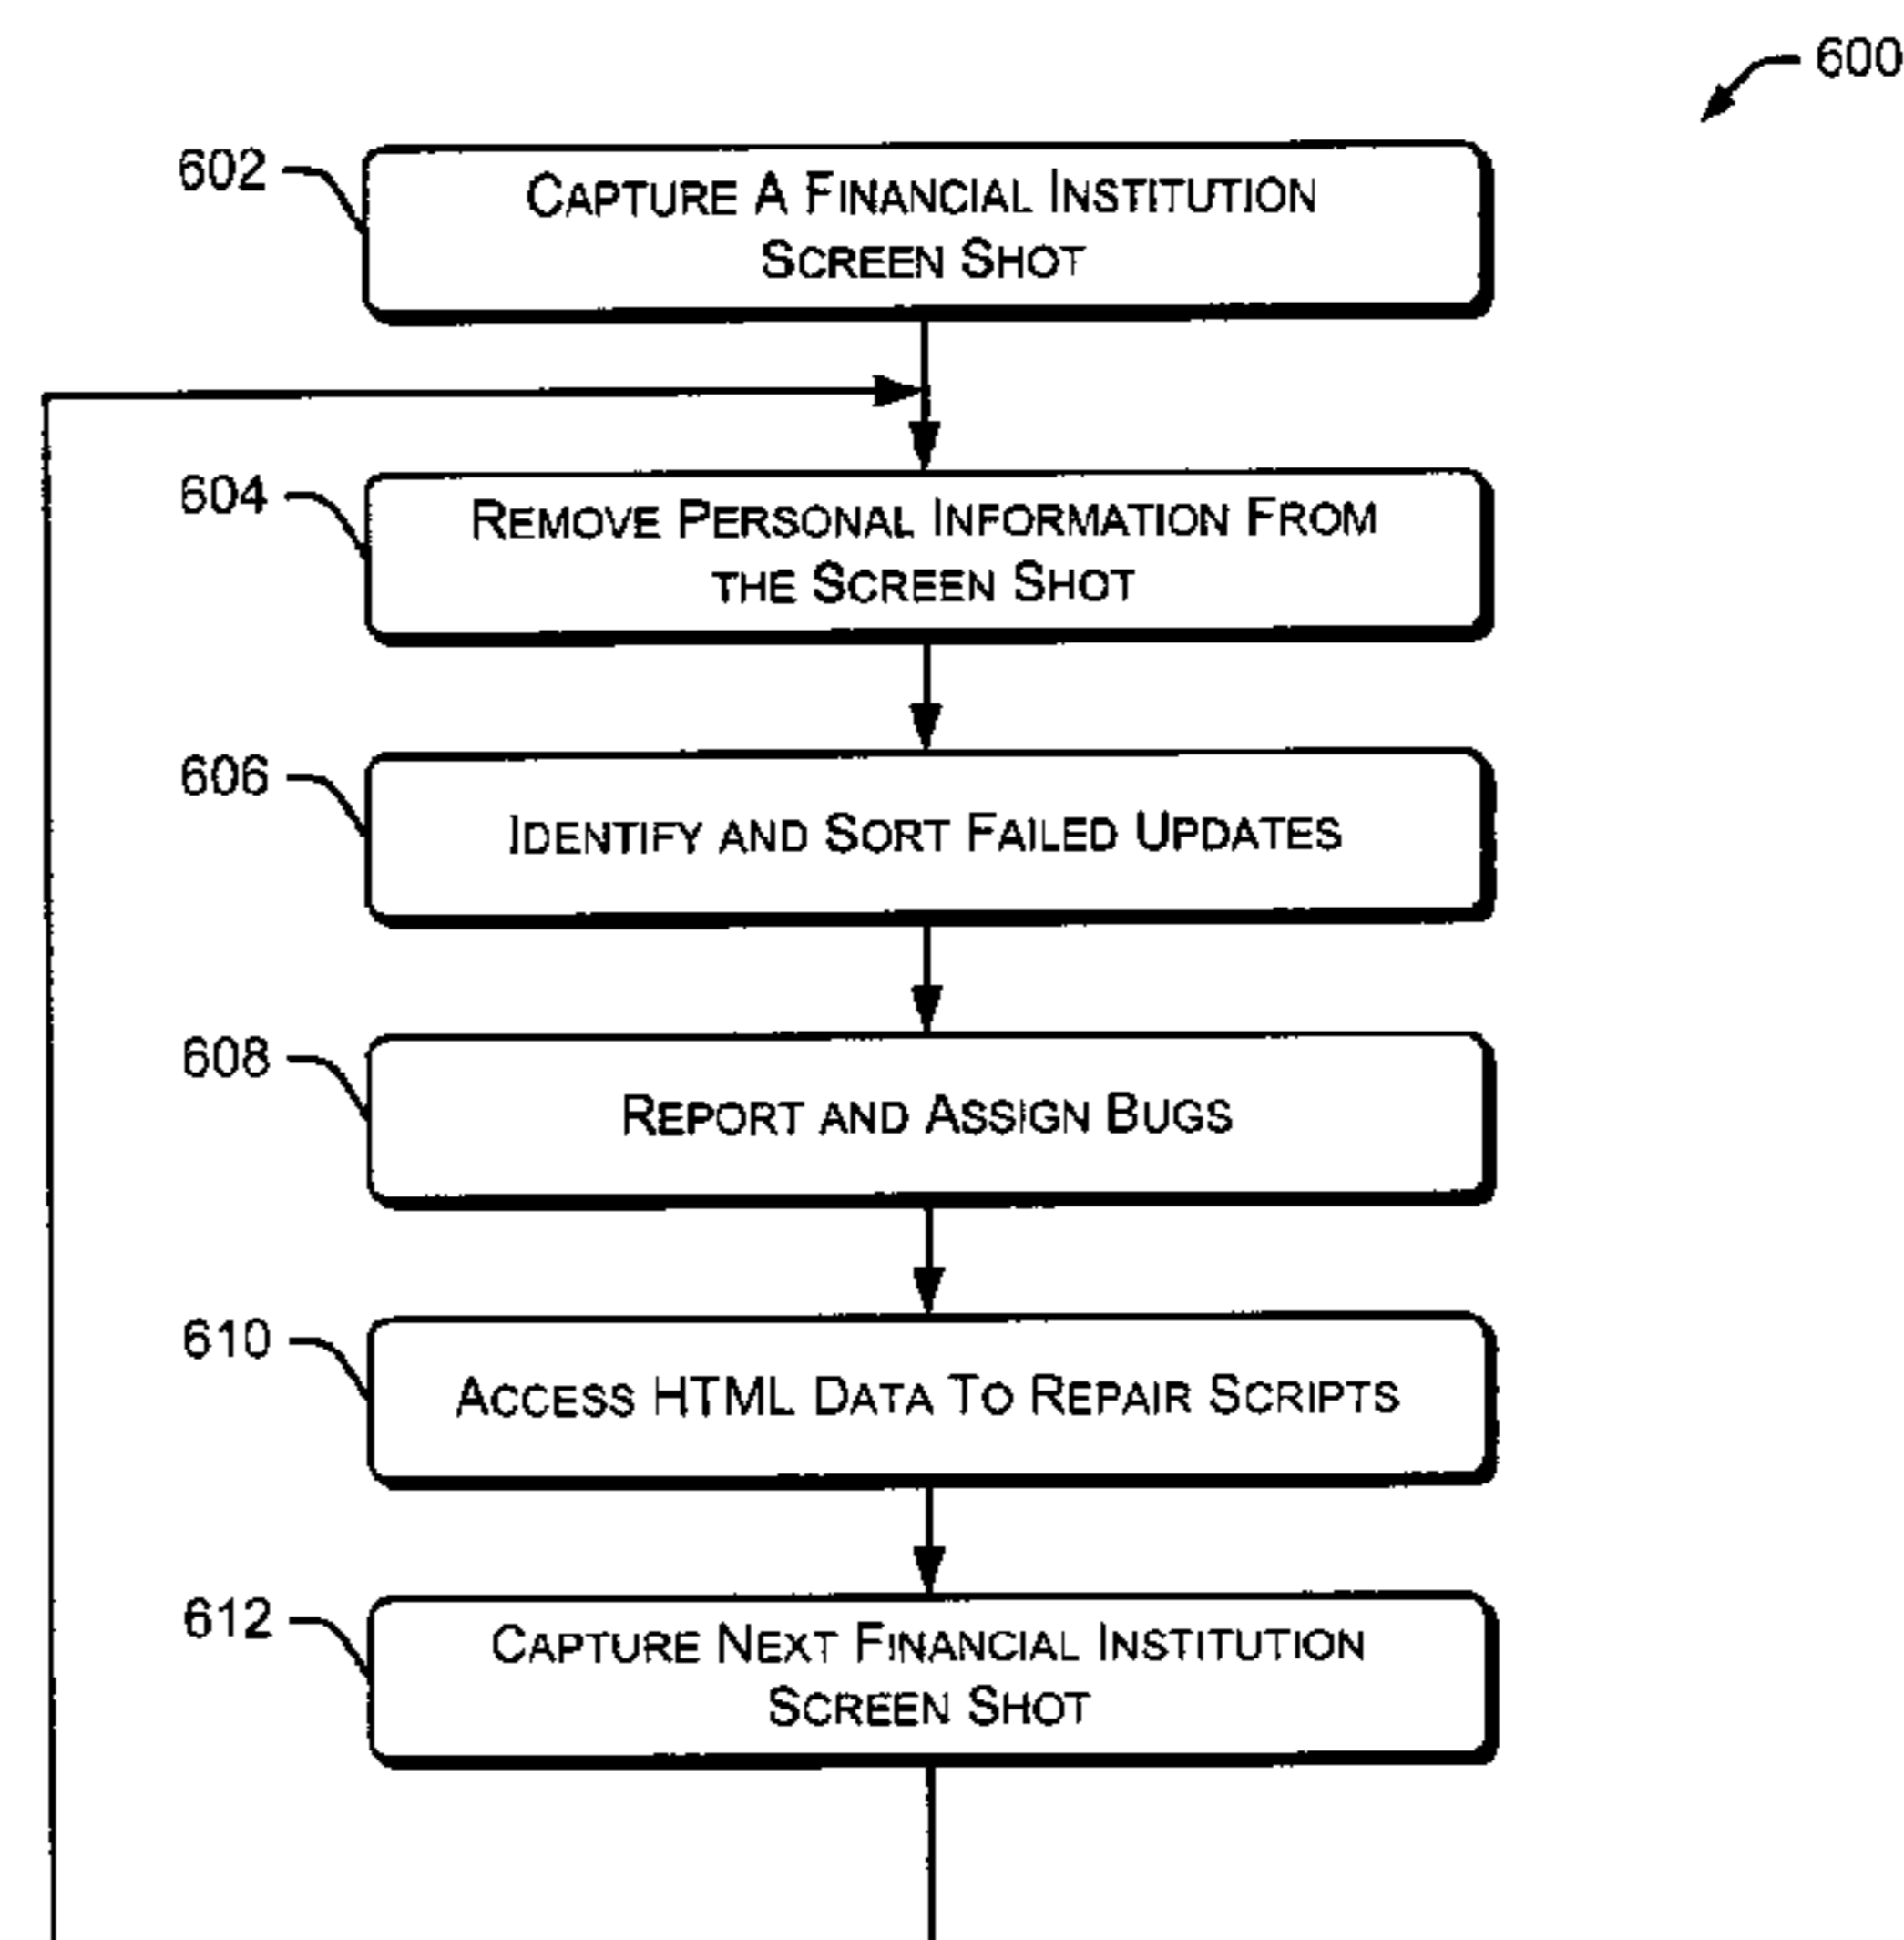 600
602
CAPTURE A FINANCIAL INSTITUTION
SCREEN SHOT
604
REMOVE PERSONAL INFORMATION FROM
THE SCREEN SHOT
606
IDENTIFY AND SORT FAILED UPDATES
608
REPORT AND ASSIGN BUGS
610
ACCESS HTML DATA TO REPAIR SCRIPTS
612
CAPTURE NEXT FINANCIAL INSTITUTION
SCREEN SHOT